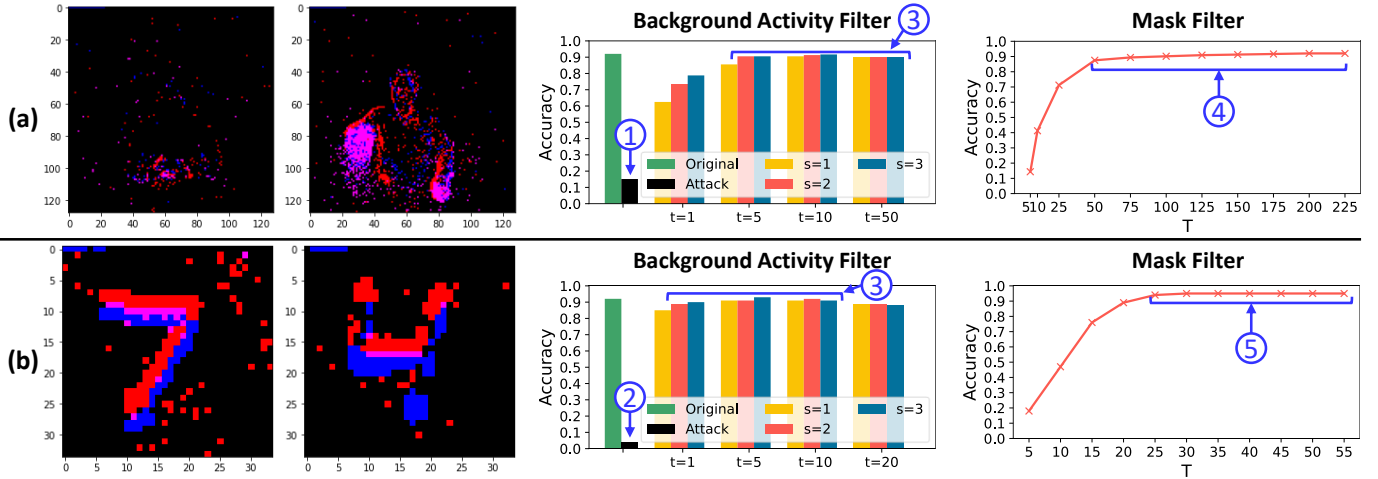 Background Activity Filter
3
Mask Filter
(a)
0
20
40
60
80
100
120
0 20 40 60 80 100 120
0
20
40
60
80
100
120
0 20 40 60 80 100 120
Accuracy
1.0
0.9
0.8
0.7
0.6
0.5
0.4
0.3
0.2
0.1
0.0
1
Original
Attack
s=1
s=2
s=3
t=1 t=5 t=10 t=50
Accuracy
1.0
0.9
0.8
0.7
0.6
0.5
0.4
0.3
0.2
0.1
0.0
4
5 10 25 50 75 100 125 150 175 200 225
T
Background Activity Filter
3
Mask Filter
(b)
0
5
10
15
20
25
30
0 5 10 15 20 25 30
0
5
10
15
20
25
30
0 5 10 15 20 25 30
Accuracy
1.0
0.9
0.8
0.7
0.6
0.5
0.4
0.3
0.2
0.1
0.0
2
Original
Attack
s=1
s=2
s=3
t=1 t=5 t=10 t=20
Accuracy
1.0
0.9
0.8
0.7
0.6
0.5
0.4
0.3
0.2
0.1
0.0
5
5 10 15 20 25 30 35 40 45 50 55
T